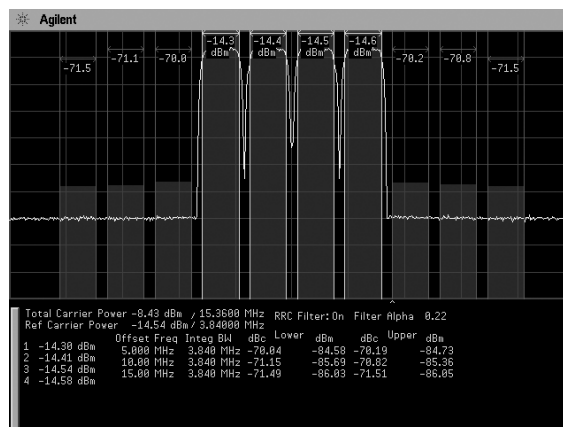 Agilent
-14.3 -14.4 -14.5 -14.6
dBm dBm dBm dBm
-71.5 -71.1 -70.0 -70.2 -70.8 -71.5
Total Carrier Power -8.43 dBm / 15.3600 MHz RRC Filter: On Filter Alpha 0.22
Ref Carrier Power -14.54 dBm / 3.84000 MHz
Offset Freq Integ BW dBc Lower dBm dBc Upper dBm
1 -14.30 dBm 5.000 MHz 3.840 MHz -70.04 -84.58 -70.19 -84.73
2 -14.41 dBm 10.00 MHz 3.840 MHz -71.15 -85.69 -70.82 -85.36
3 -14.54 dBm 15.00 MHz 3.840 MHz -71.49 -86.03 -71.51 -86.05
4 -14.58 dBm